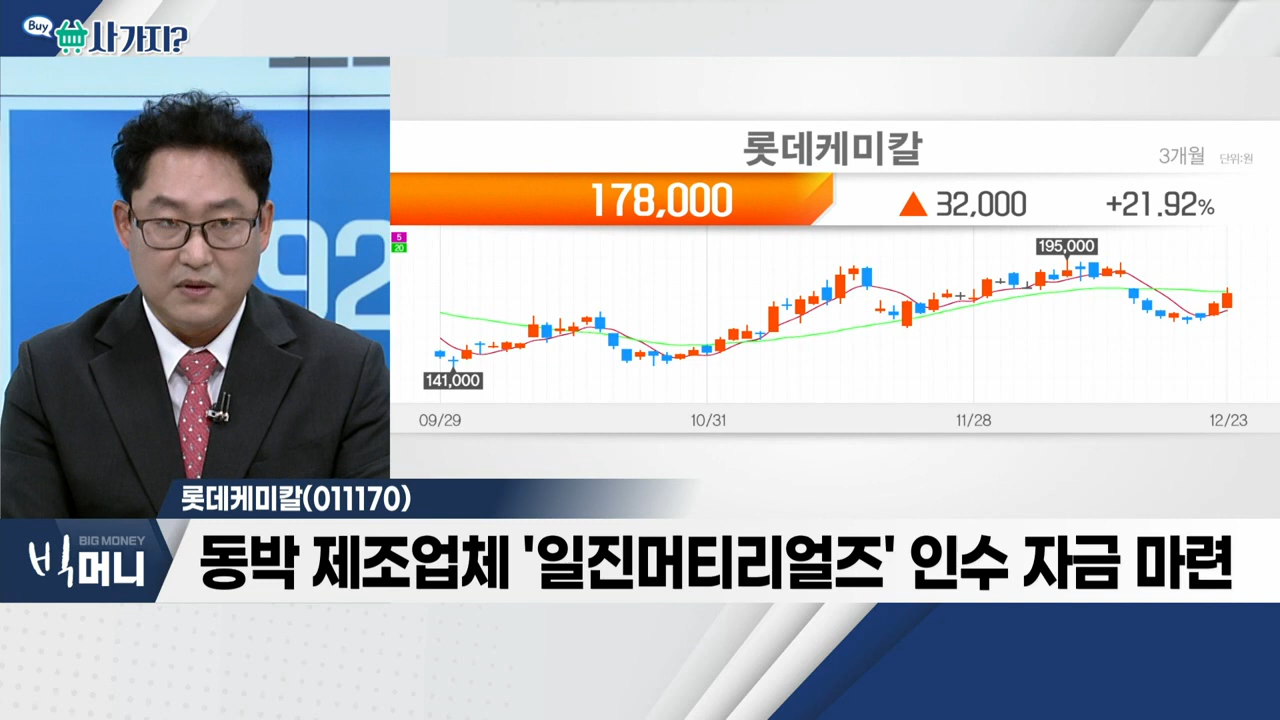 Buy 사가지?
롯데케미칼
3개월 단위:원
178,000
▲ 32,000
+21.92%
5
20
195,000
141,000
09/29
10/31
11/28
12/23
92
롯데케미칼(011170)
BIG MONEY
빅머니
동박 제조업체 '일진머티리얼즈' 인수 자금 마련